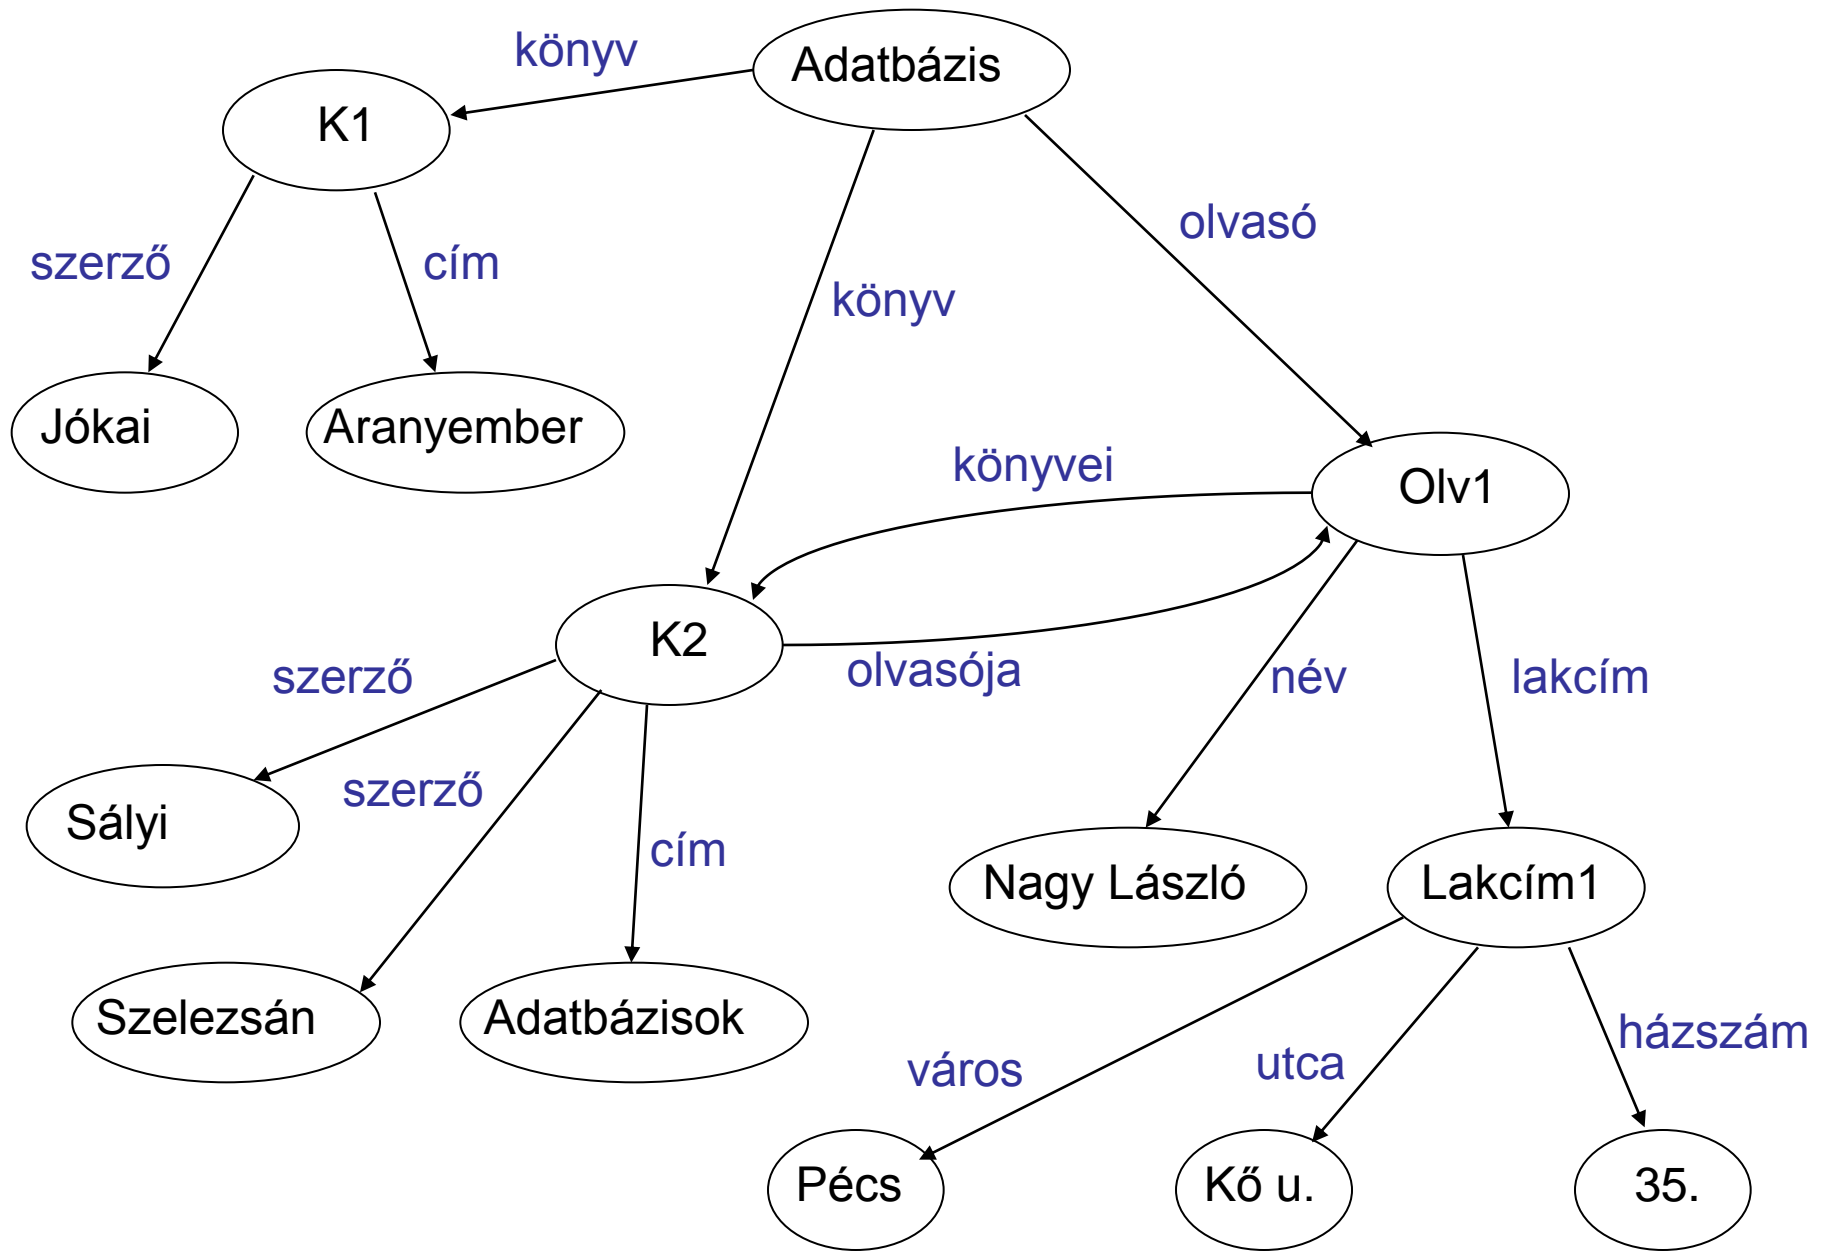 könyv
Adatbázis
K1
olvasó
szerző
cím
könyv
Jókai
Aranyember
könyvei
Olv1
K2
olvasója
szerző
név
lakcím
szerző
Sályi
cím
Nagy László
Lakcím1
Szelezsán
Adatbázisok
házszám
város
utca
Pécs
Kő u.
35.